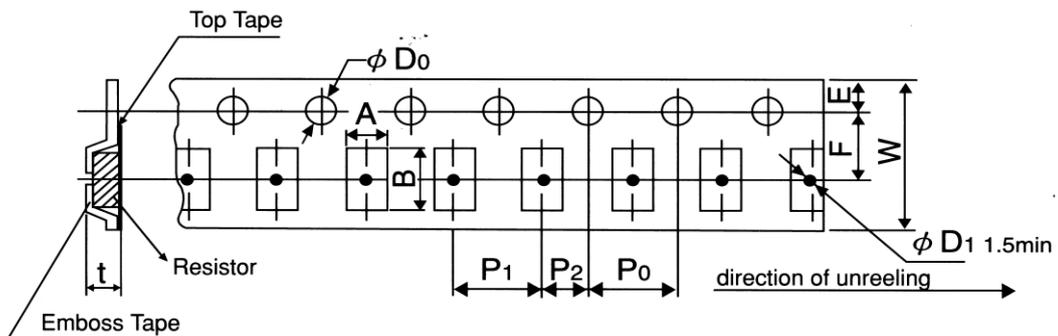 Top Tape
φ D0
A
B
E
F
W
φ D1 1.5min
P1
P2
P0
direction of unreeling
t
Resistor
Emboss Tape